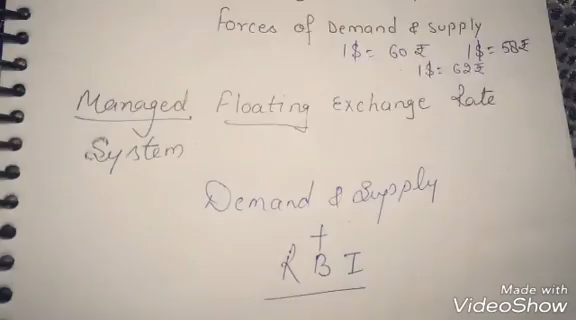 Forces of Demand & supply
1$ = 60 ₹ 1$ = 58₹
1$ = 62₹
Managed Floating Exchange Rate
System
Demand & Supply
+
R B I
Made with
VideoShow